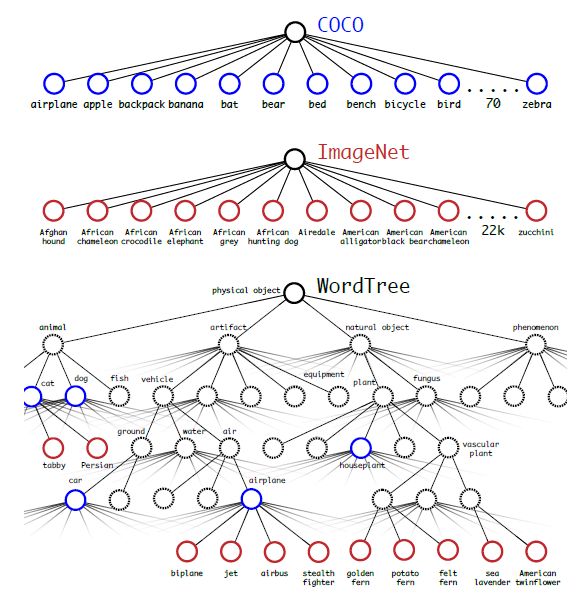 COCO
airplane apple backpack banana bat bear bed bench bicycle bird ..... 70 zebra
ImageNet
Afghan African African African African African Airedale American American American ..... 22k zucchini
hound chameleon crocodile elephant grey hunting dog alligator black bear chameleon
physical object WordTree
animal artifact natural object phenomenon
cat dog fish vehicle equipment plant fungus
ground water air vascular
plant
tabby Persian houseplant
car airplane
biplane jet airbus stealth golden potato felt sea American
fighter fern fern fern lavender twinflower